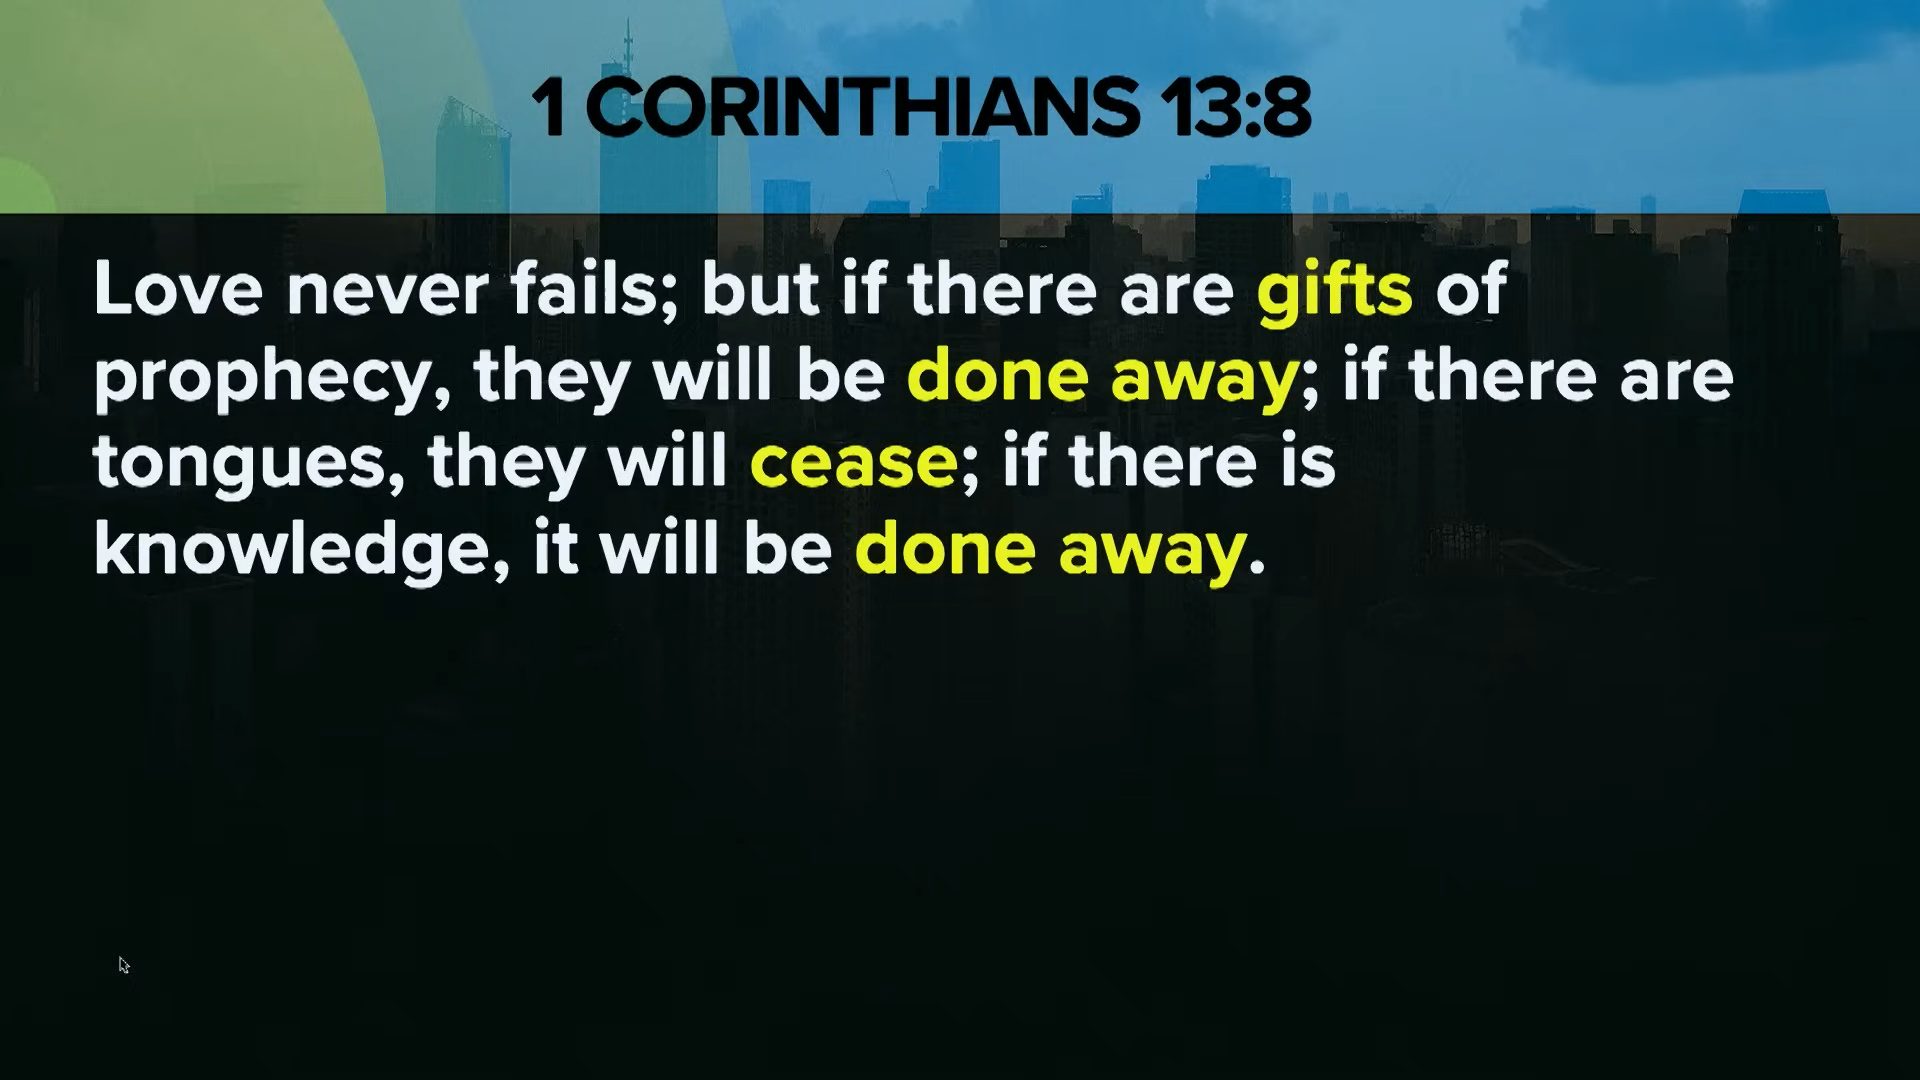 1 CORINTHIANS 13:8
Love never fails; but if there are gifts of
prophecy, they will be done away; if there are
tongues, they will cease; if there is
knowledge, it will be done away.